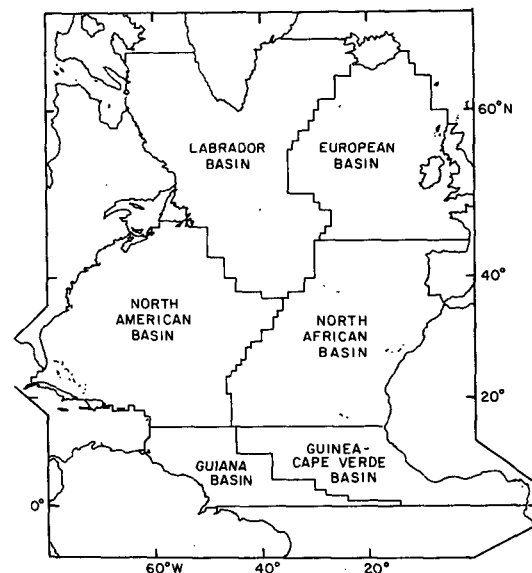 60°N
LABRADOR
BASIN
EUROPEAN
BASIN
40°
NORTH
AMERICAN
BASIN
NORTH
AFRICAN
BASIN
20°
GUIANA
BASIN
GUINEA-
CAPE VERDE
BASIN
0°
60°W
40°
20°